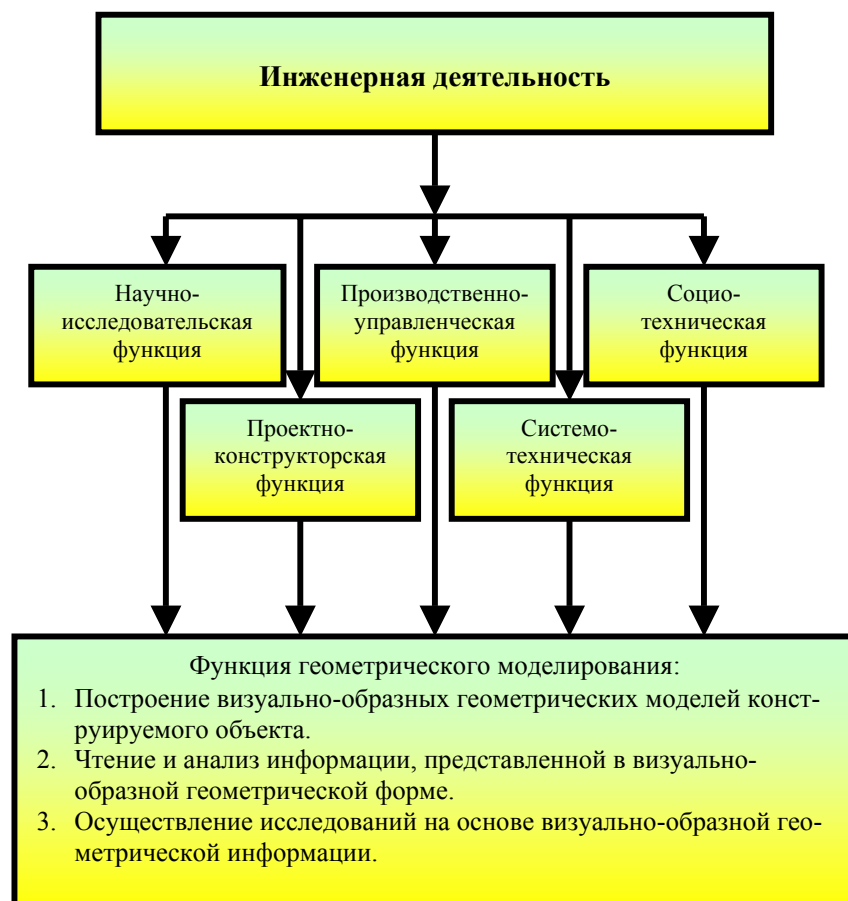 Инженерная деятельность
Научно-
исследовательская
функция
Производственно-
управленческая
функция
Социо-
техническая
функция
Проектно-
конструкторская
функция
Системо-
техническая
функция
Функция геометрического моделирования:
1. Построение визуально-образных геометрических моделей конст-
руируемого объекта.
2. Чтение и анализ информации, представленной в визуально-
образной геометрической форме.
3. Осуществление исследований на основе визуально-образной гео-
метрической информации.